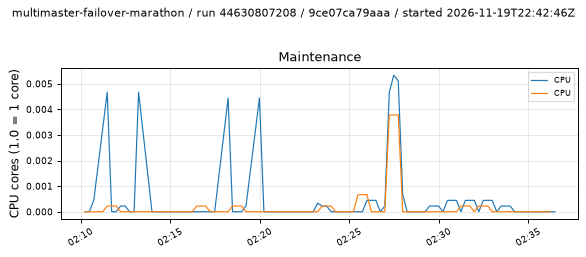 multimaster-failover-marathon / run 44630807208 / 9ce07ca79aaa / started 2026-11-19T22:42:46Z
Maintenance
CPU cores (1.0 = 1 core)
0.005
0.004
0.003
0.002
0.001
0.000
CPU
CPU
02:10
02:15
02:20
02:25
02:30
02:35